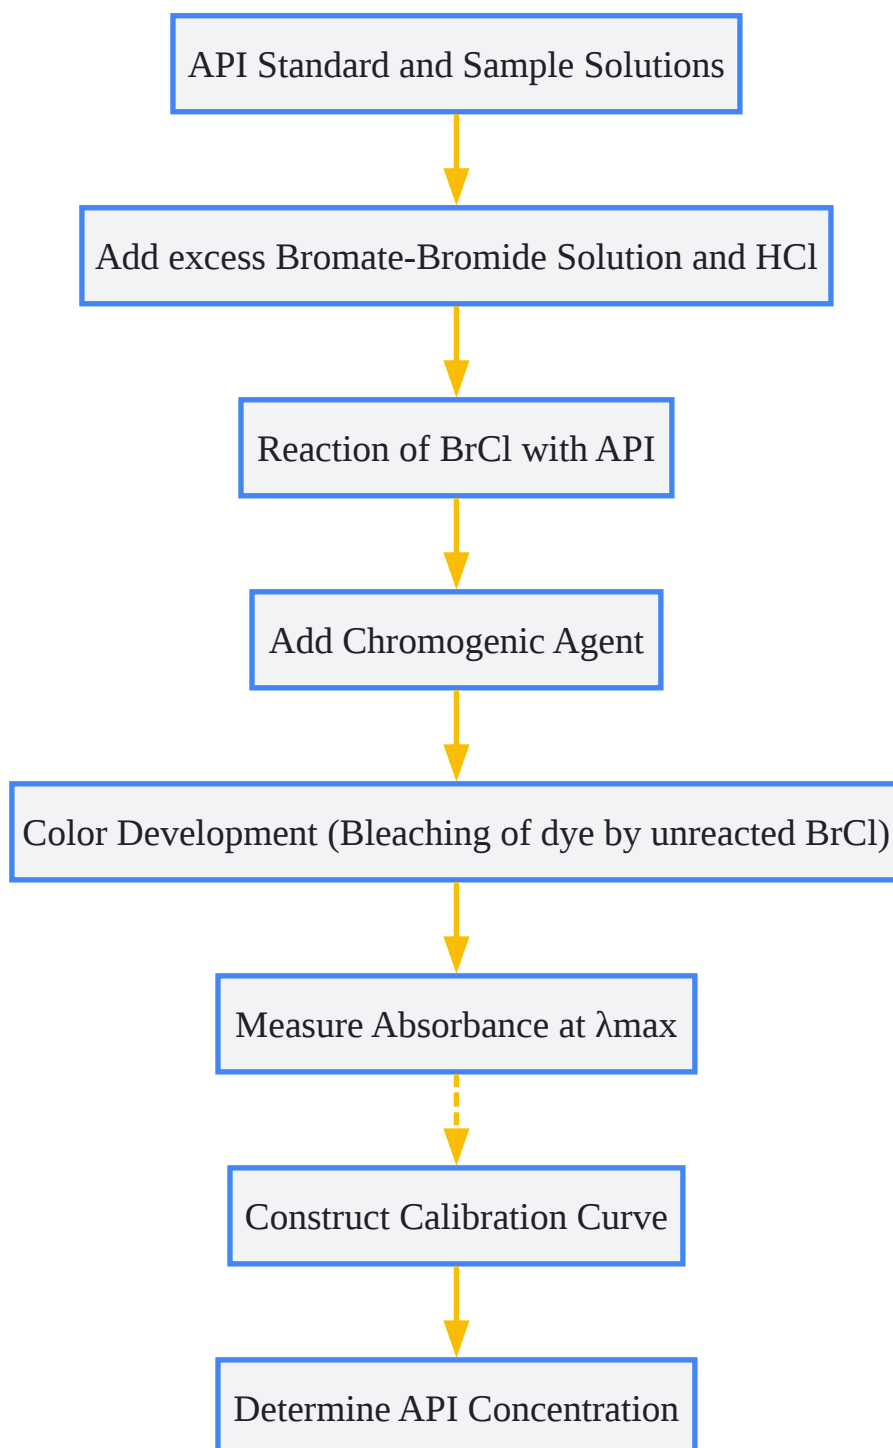 API Standard and Sample Solutions
Add excess Bromate-Bromide Solution and HCl
Reaction of BrCl with API
Add Chromogenic Agent
Color Development (Bleaching of dye by unreacted BrCl)
Measure Absorbance at λmax
Construct Calibration Curve
Determine API Concentration